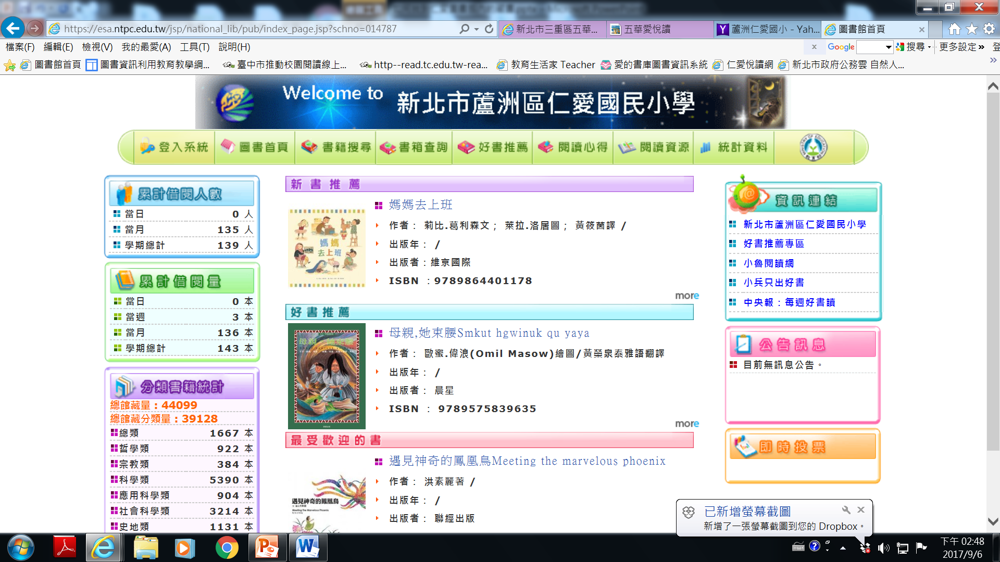 https://esa.ntpc.edu.tw/jsp/national_lib/pub/index_page.jsp?schno=014787
新北市三重區五華...
五華愛悅讀
蘆洲仁愛國小 - Yah...
圖書館首頁
檔案(F) 編輯(E) 檢視(V) 我的最愛(A) 工具(T) 說明(H)
x Google 搜尋 更多設定 » 登
圖書館首頁 圖書資訊利用教育教學綱... 臺中市推動校園閱讀線上... http--read.tc.edu.tw-rea... 教育生活家 Teacher 愛的書庫圖書資訊系統 仁愛悅讀網 新北市政府公務雲 自然人... »
Welcome to 新北市蘆洲區仁愛國民小學
登入系統 圖書首頁 書籍搜尋 書箱查詢 好書推薦 閱讀心得 閱讀資源 統計資料
累計借閱人數
當日 0 人
當月 135 人
學期總計 139 人
累計借閱量
當日 0 本
當週 3 本
當月 136 本
學期總計 143 本
分類書籍統計
總館藏量：44099
總館藏分類量：39128
總類 1667 本
哲學類 922 本
宗教類 384 本
科學類 5390 本
應用科學類 904 本
社會科學類 3214 本
史地類 1131 本
新書推薦
媽媽
去上班
媽媽去上班
作者： 莉比.葛利森文； 萊拉.洛居圖； 黃筱茵譯 /
出版年： /
出版者：維京國際
ISBN ：9789864401178
more
好書推薦
母親，她束腰
母親,她束腰Smkut hgwinuk qu yaya
作者： 歐蜜.偉浪(Omil Masow)繪圖/黃榮泉泰雅語翻譯
出版年： /
出版者： 晨星
ISBN ： 9789575839635
more
最受歡迎的書
遇見神奇的鳳凰鳥
Meeting The Marvelous Phoenix
遇見神奇的鳳凰鳥Meeting the marvelous phoenix
作者： 洪素麗著 /
出版年： /
出版者： 聯經出版
資訊連結
新北市蘆洲區仁愛國民小學
好書推薦專區
小魯閱讀網
小兵只出好書
中央報：每週好書讀
公告訊息
目前無訊息公告。
即時投票
已新增螢幕截圖
新增了一張螢幕截圖到您的 Dropbox。
下午 02:48
2017/9/6